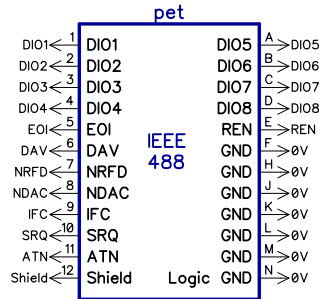 pet
DIO1 1 DIO1 DIO5 A DIO5
DIO2 2 DIO2 DIO6 B DIO6
DIO3 3 DIO3 DIO7 C DIO7
DIO4 4 DIO4 DIO8 D DIO8
EOI 5 EOI REN E REN
DAV 6 DAV IEEE GND F 0V
NRFD 7 NRFD 488 GND H 0V
NDAC 8 NDAC GND J 0V
IFC 9 IFC GND K 0V
SRQ 10 SRQ GND L 0V
ATN 11 ATN GND M 0V
Shield 12 Shield Logic GND N 0V